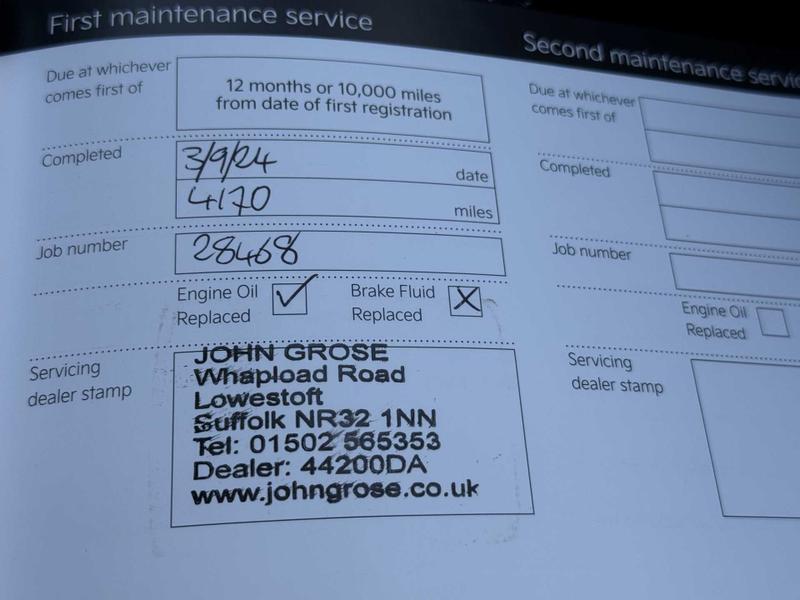 First maintenance service
Due at whichever
comes first of
12 months or 10,000 miles
from date of first registration
Completed
3/9/24
date
4170
miles
Job number
28468
Engine Oil
Replaced
Brake Fluid
Replaced
Servicing
dealer stamp
JOHN GROSE
Whapload Road
Lowestoft
Suffolk NR32 1NN
Tel: 01502 565353
Dealer: 44200DA
www.johngrose.co.uk
Second maintenance servic
Due at whichever
comes first of
Completed
Job number
Engine Oil
Replaced
Servicing
dealer stamp